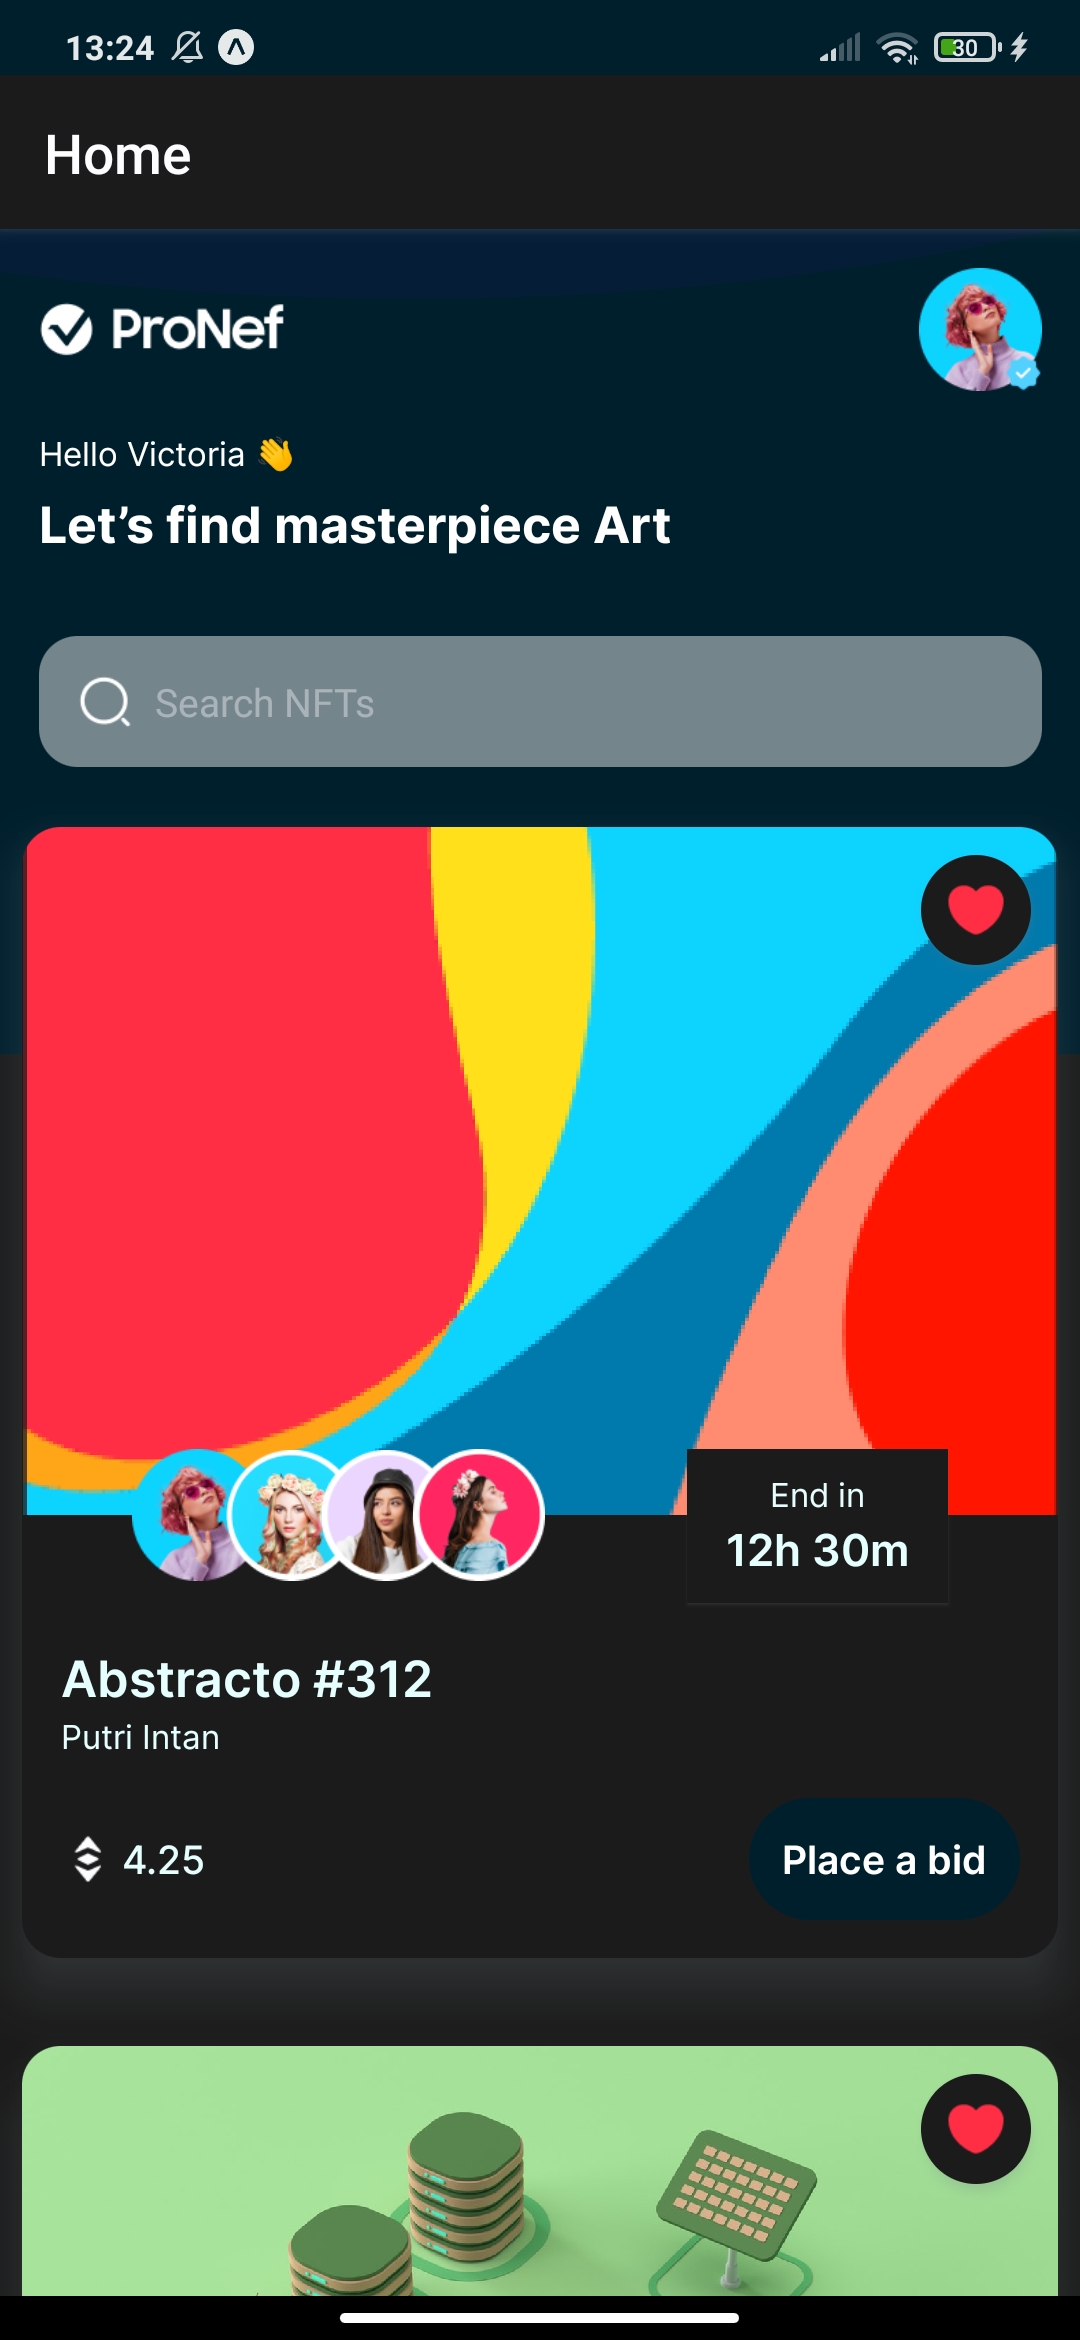 13:24
30
Home
ProNef
Hello Victoria 👋
Let’s find masterpiece Art
Search NFTs
End in
12h 30m
Abstracto #312
Putri Intan
4.25
Place a bid